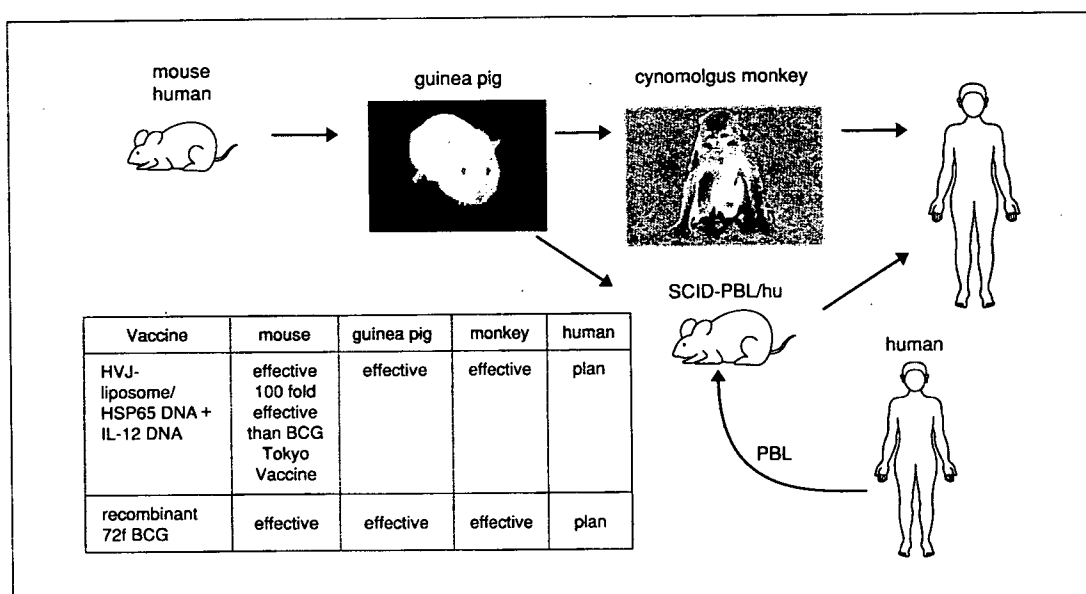 mouse
human
guinea pig
cynomolgus monkey
SCID-PBL/hu
human
PBL
Vaccine mouse guinea pig monkey human
HVJ- effective effective effective plan
liposome/ 100 fold
HSP65 DNA + effective
IL-12 DNA than BCG
Tokyo
Vaccine
recombinant effective effective effective plan
72f BCG